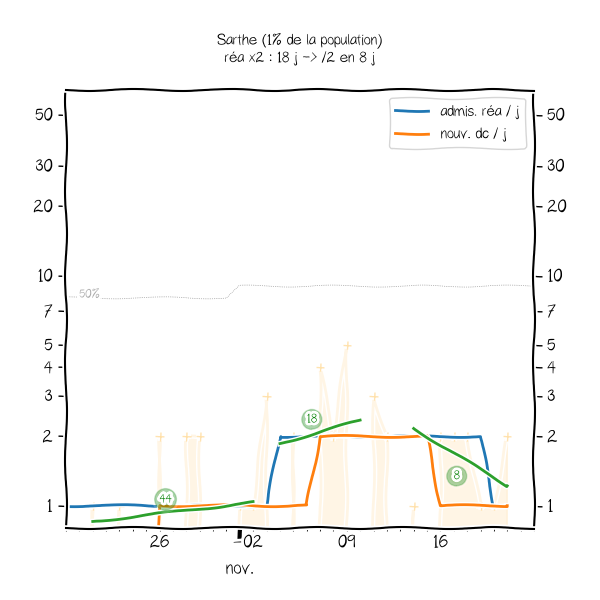 Sarthe (1% de la population)
réa x2 : 18 j -> /2 en 8 j
admis. réa / j
nouv. dc / j
50 50
30 30
20 20
10 10
50%
7 7
5 5
4 4
3 3
18
2 2
8
44
1 1
26 02 09 16
nov.